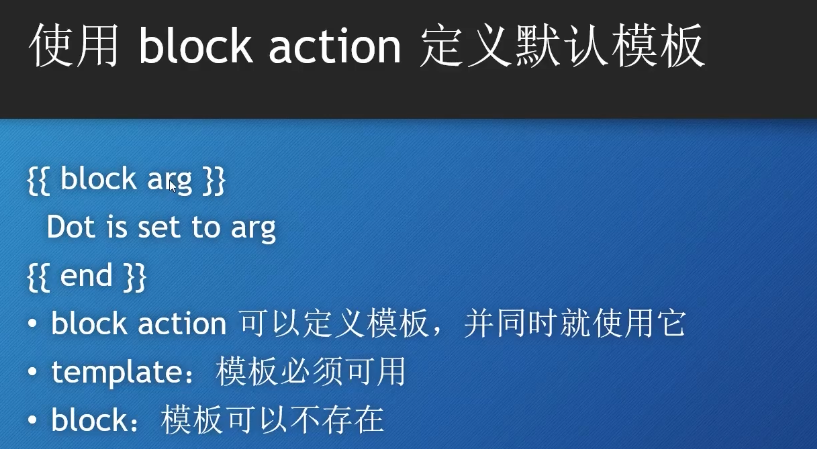 使用 block action 定义默认模板
{{ block arg }}
Dot is set to arg
{{ end }}
• block action 可以定义模板，并同时就使用它
• template：模板必须可用
• block：模板可以不存在